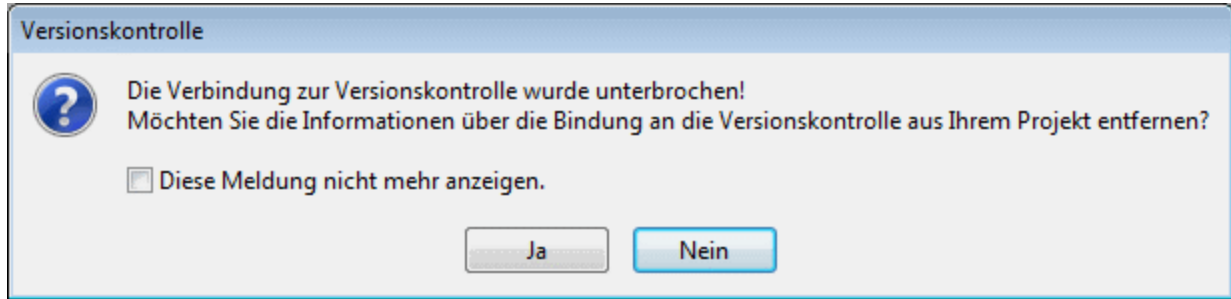 Versionskontrolle
Die Verbindung zur Versionskontrolle wurde unterbrochen!
Möchten Sie die Informationen über die Bindung an die Versionskontrolle aus Ihrem Projekt entfernen?
Diese Meldung nicht mehr anzeigen.
Ja
Nein